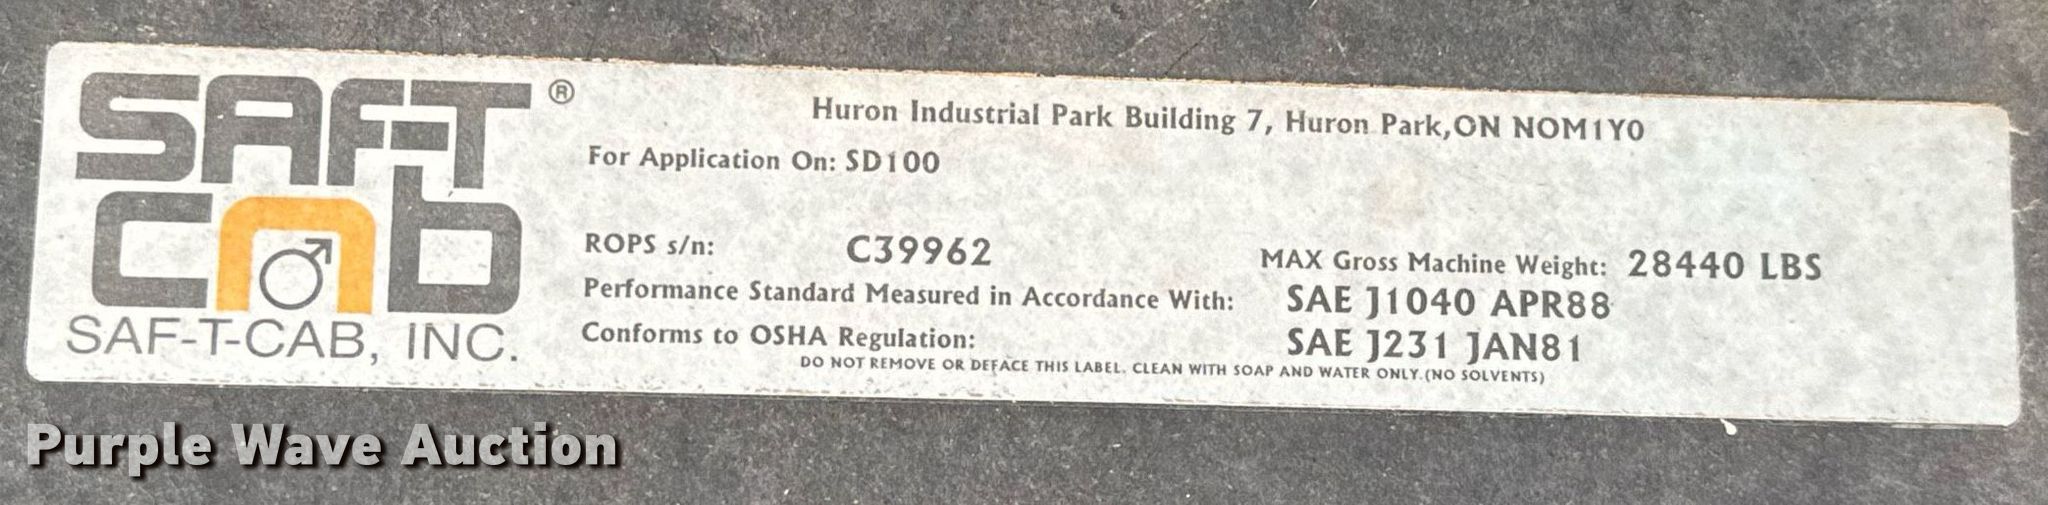 SAF-T
cab
®
SAF-T-CAB, INC.
Huron Industrial Park Building 7, Huron Park,ON NOM1Y0
For Application On: SD100
ROPS s/n: C39962 MAX Gross Machine Weight: 28440 LBS
Performance Standard Measured in Accordance With: SAE J1040 APR88
Conforms to OSHA Regulation: SAE J231 JAN81
DO NOT REMOVE OR DEFACE THIS LABEL. CLEAN WITH SOAP AND WATER ONLY.(NO SOLVENTS)
Purple Wave Auction